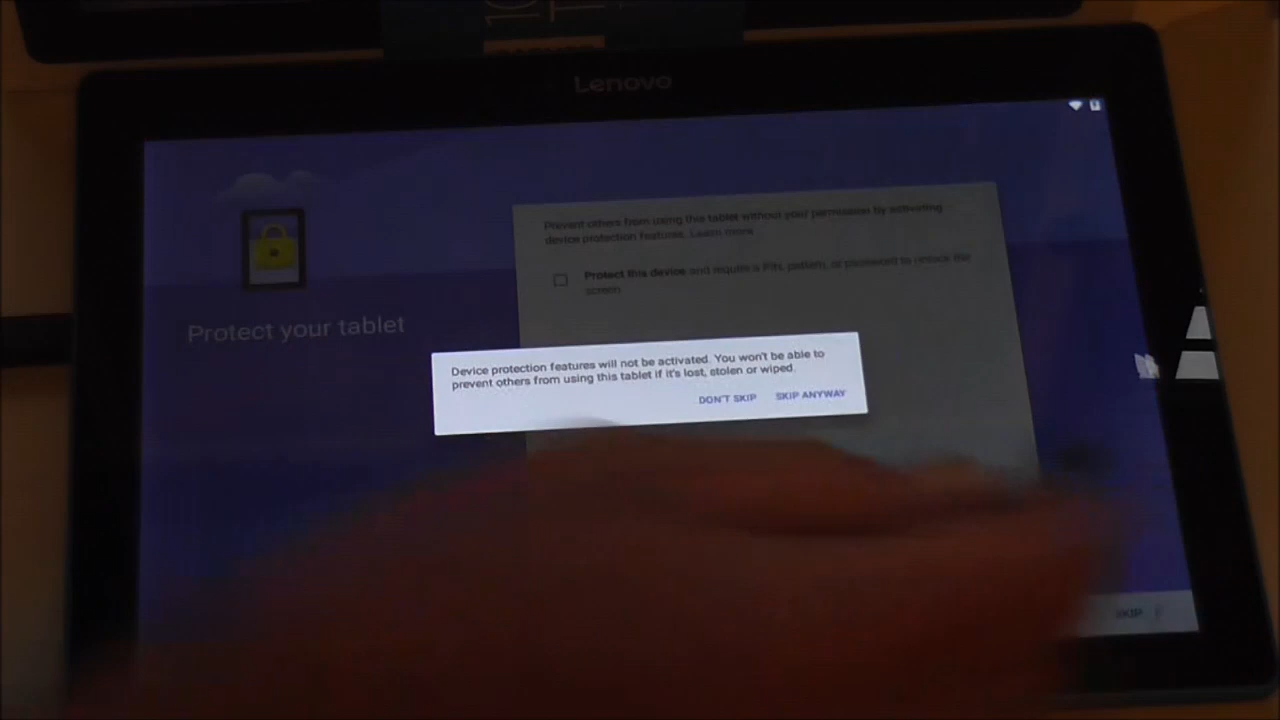 Lenovo
Prevent others from using this tablet without your permission by activating
device protection features. Learn more
Protect this device and require a PIN, pattern, or password to unlock the
screen
Protect your tablet
Device protection features will not be activated. You won't be able to
prevent others from using this tablet if it's lost, stolen or wiped.
DON'T SKIP SKIP ANYWAY
SKIP